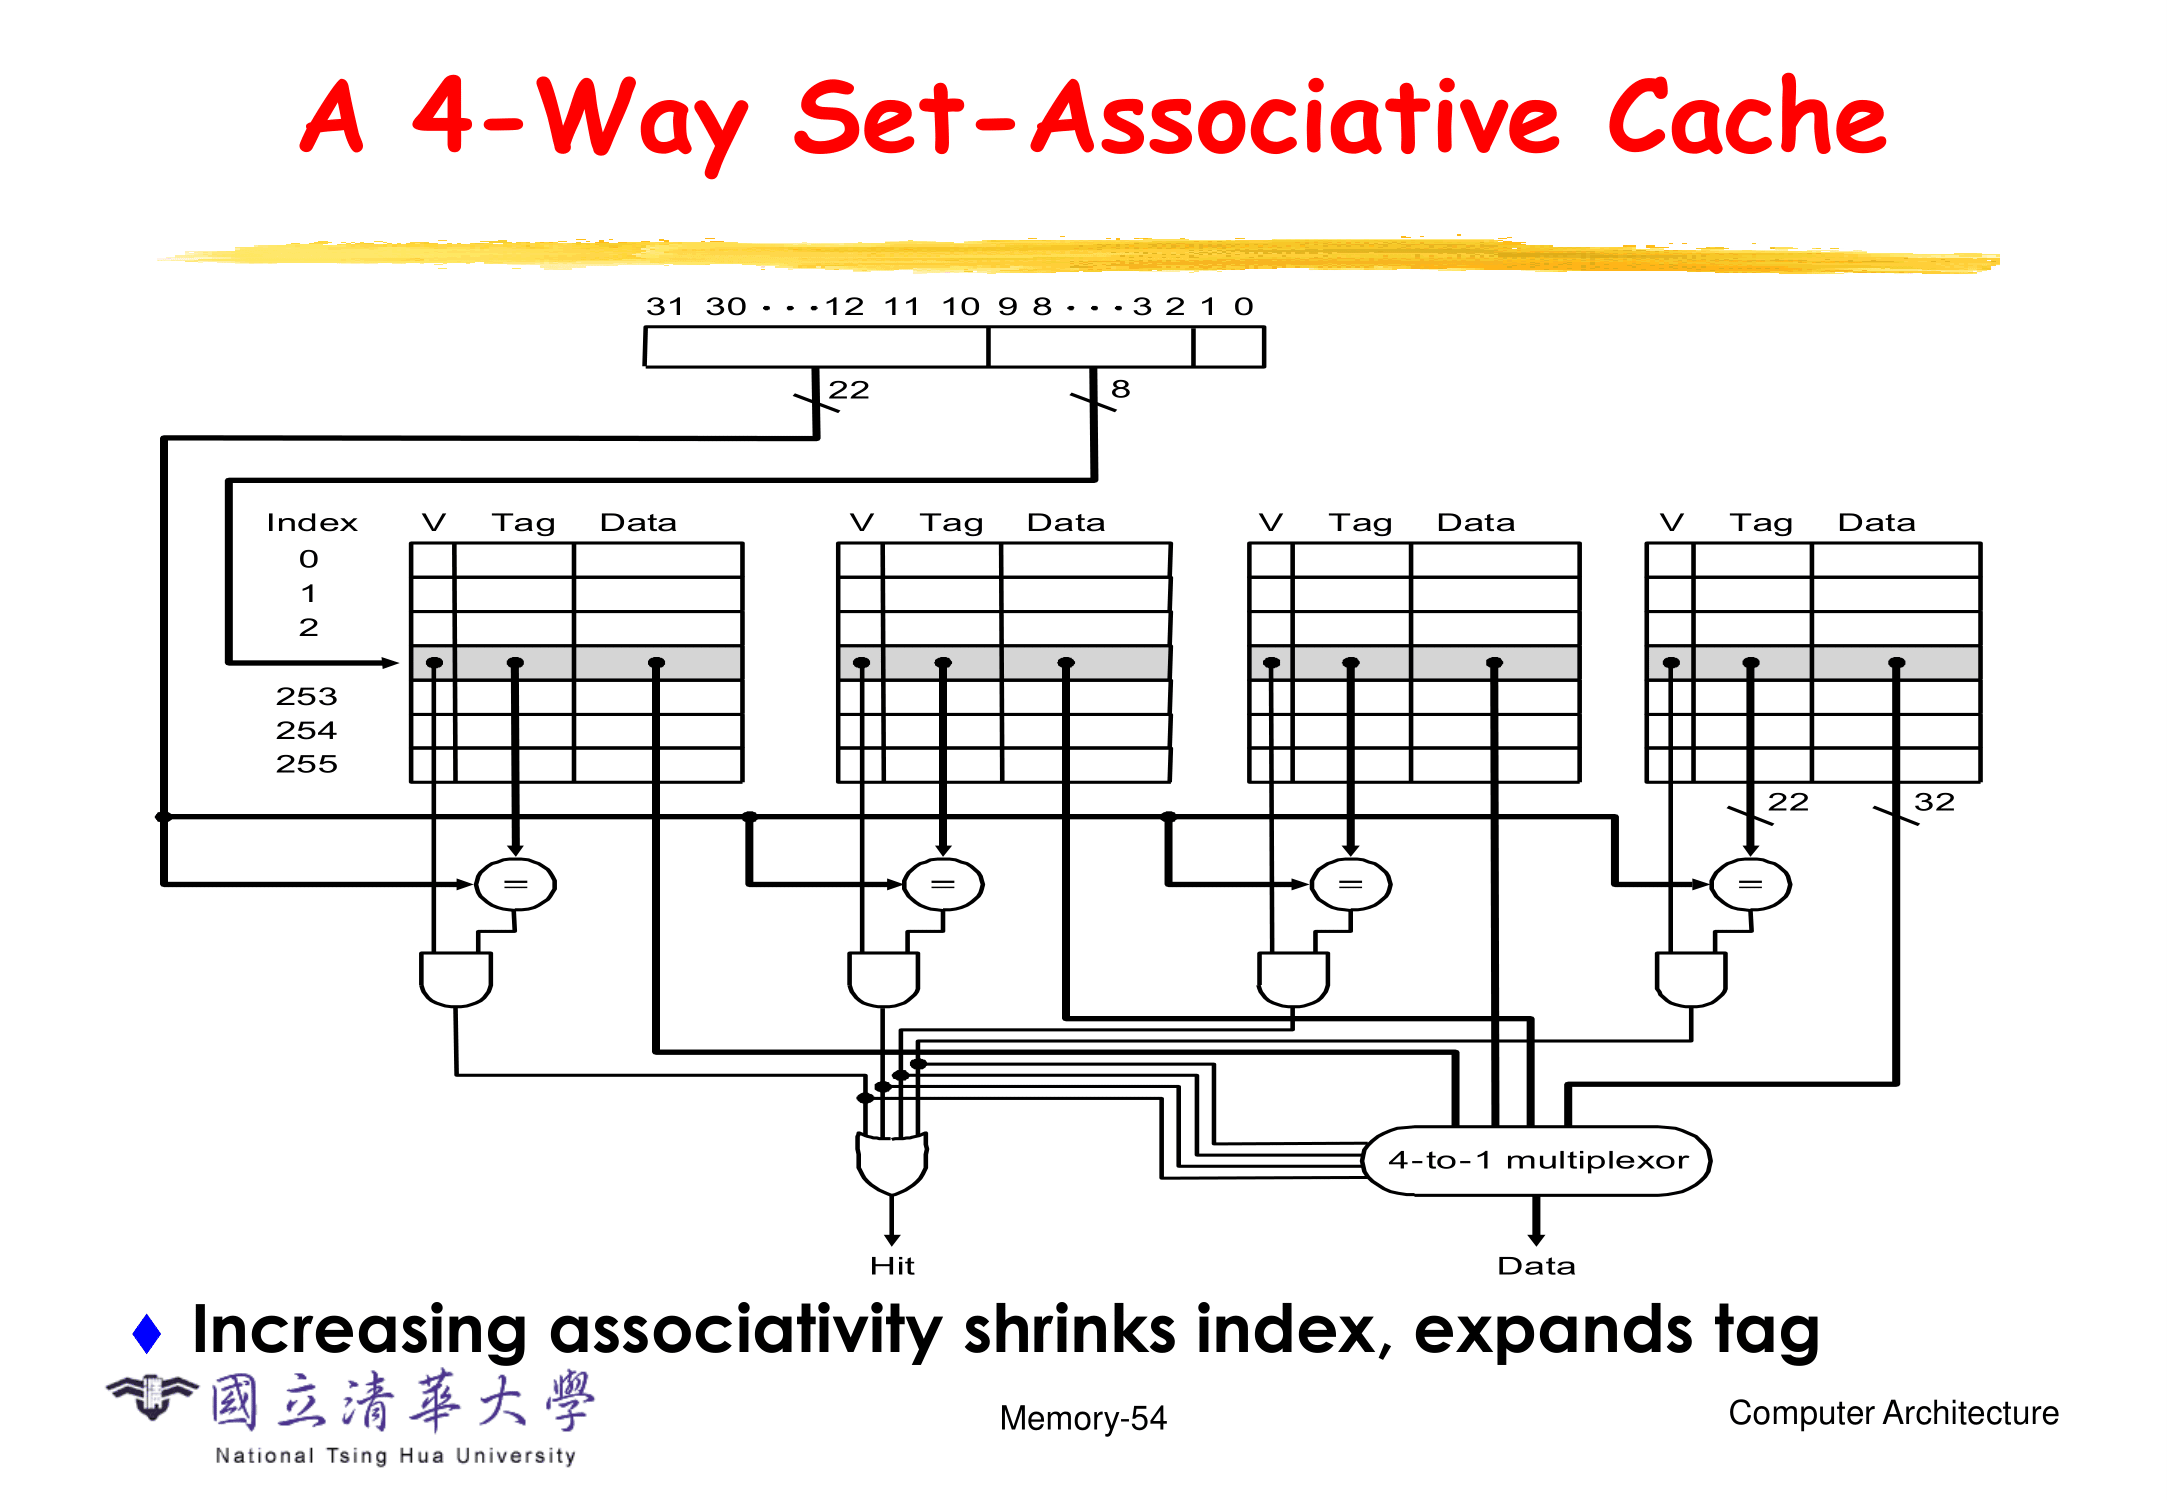 A 4-Way Set-Associative Cache
31 30 · · · 12 11 10 9 8 · · · 3 2 1 0
22
8
Index V Tag Data V Tag Data V Tag Data V Tag Data
0
1
2
253
254
255
22 32
= = = =
4-to-1 multiplexor
Hit Data
Increasing associativity shrinks index, expands tag
國立清華大學
National Tsing Hua University
Memory-54
Computer Architecture